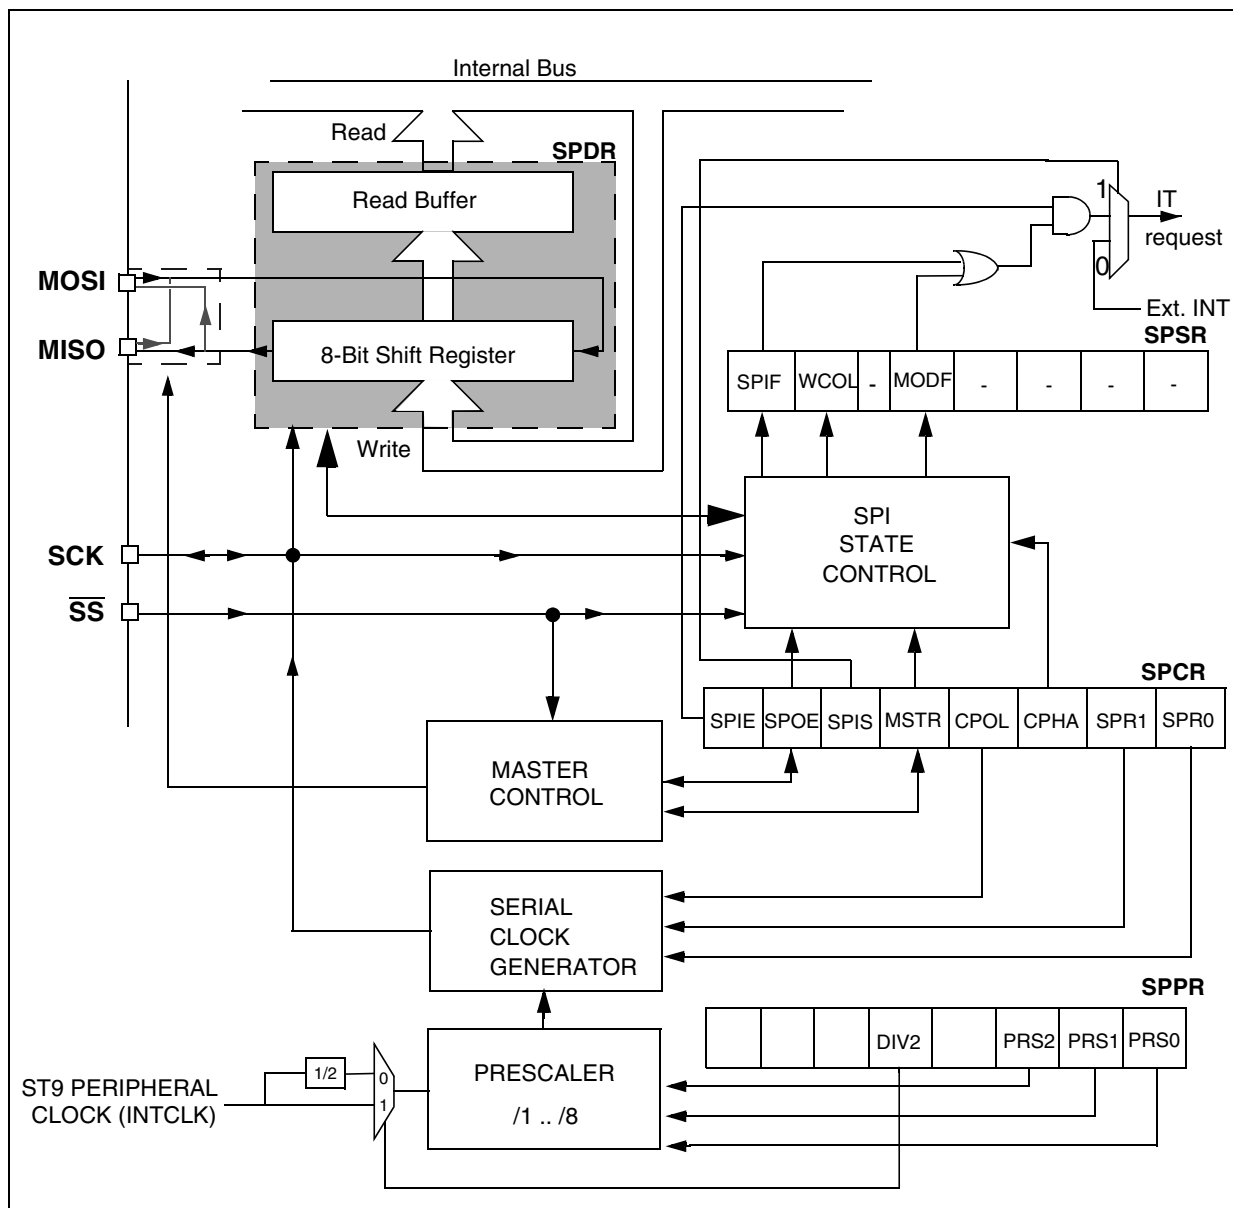 Internal Bus
Read
SPDR
Read Buffer
1
IT
request
MOSI
0
Ext. INT
MISO
8-Bit Shift Register
SPSR
SPIF WCOL - MODF - - - -
Write
SPI
STATE
CONTROL
SCK
SS
SPCR
SPIE SPOE SPIS MSTR CPOL CPHA SPR1 SPR0
MASTER
CONTROL
SERIAL
CLOCK
GENERATOR
SPPR
DIV2 PRS2 PRS1 PRS0
1/2
0
1
PRESCALER
/1 .. /8
ST9 PERIPHERAL
CLOCK (INTCLK)